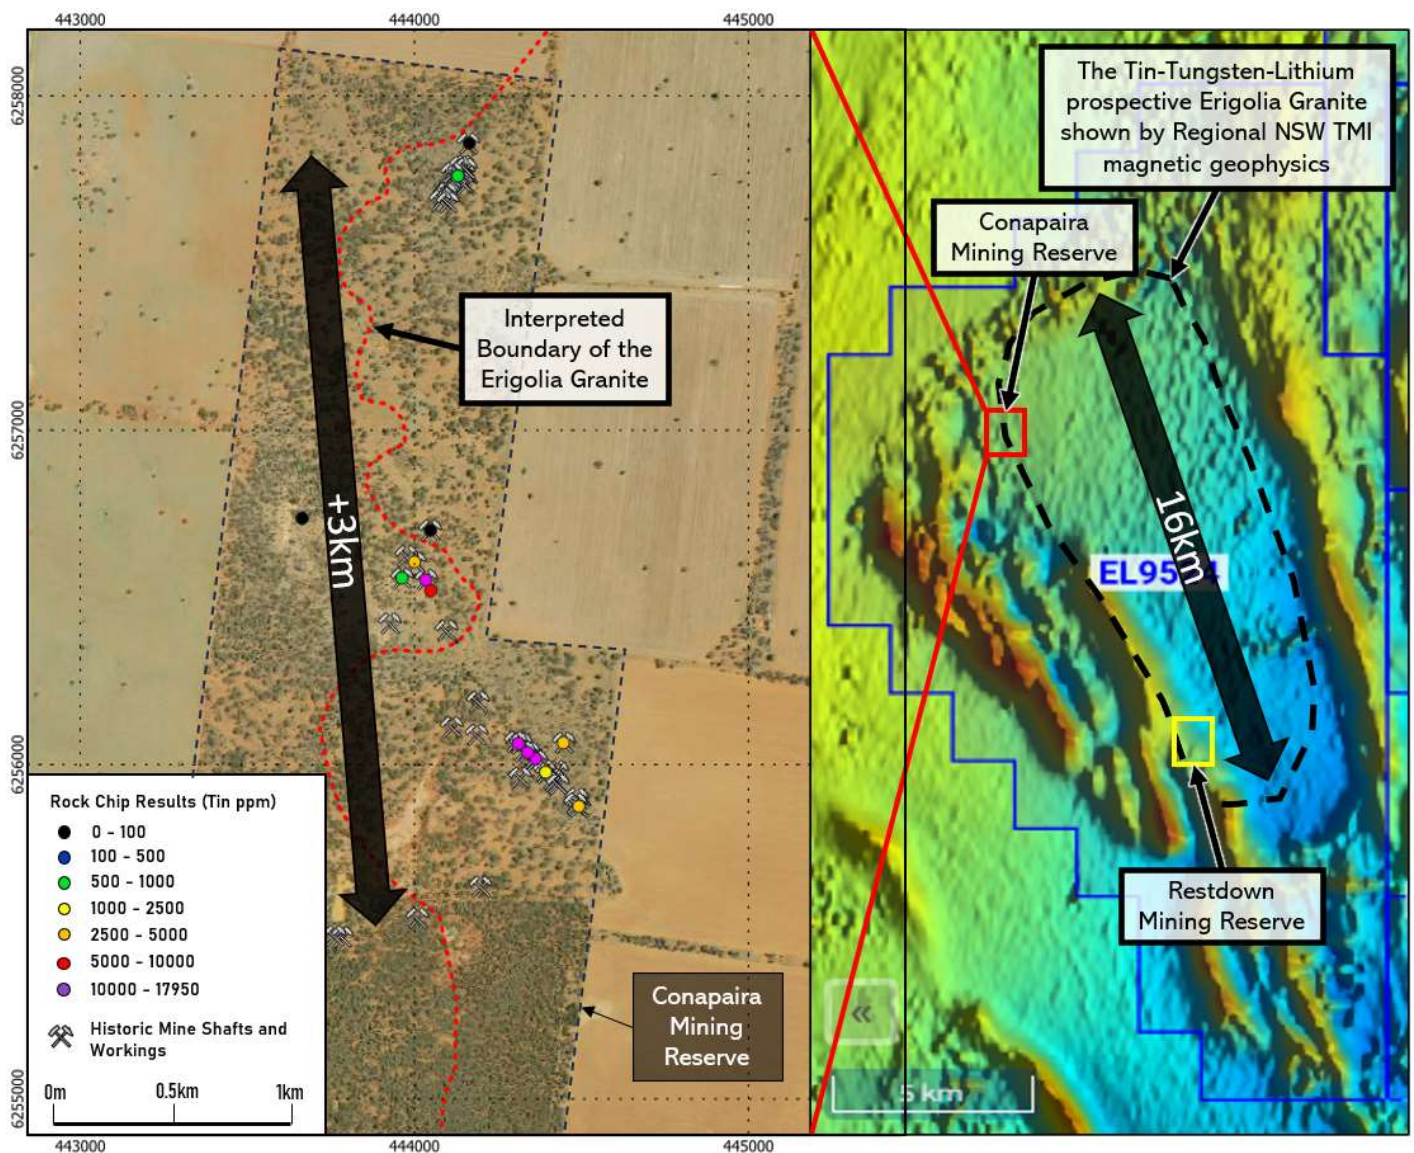 443000
444000
445000
6258000
6257000
6256000
6255000
The Tin-Tungsten-Lithium
prospective Erigolia Granite
shown by Regional NSW TMI
magnetic geophysics
Conapaira
Mining Reserve
Interpreted
Boundary of the
Erigolia Granite
+3km
16km
Restdown
Mining Reserve
Rock Chip Results (Tin ppm)
0 - 100
100 - 500
500 - 1000
1000 - 2500
2500 - 5000
5000 - 10000
10000 - 17950
Historic Mine Shafts and
Workings
0m 0.5km 1km
Conapaira
Mining
Reserve
«
5 km
443000
444000
445000